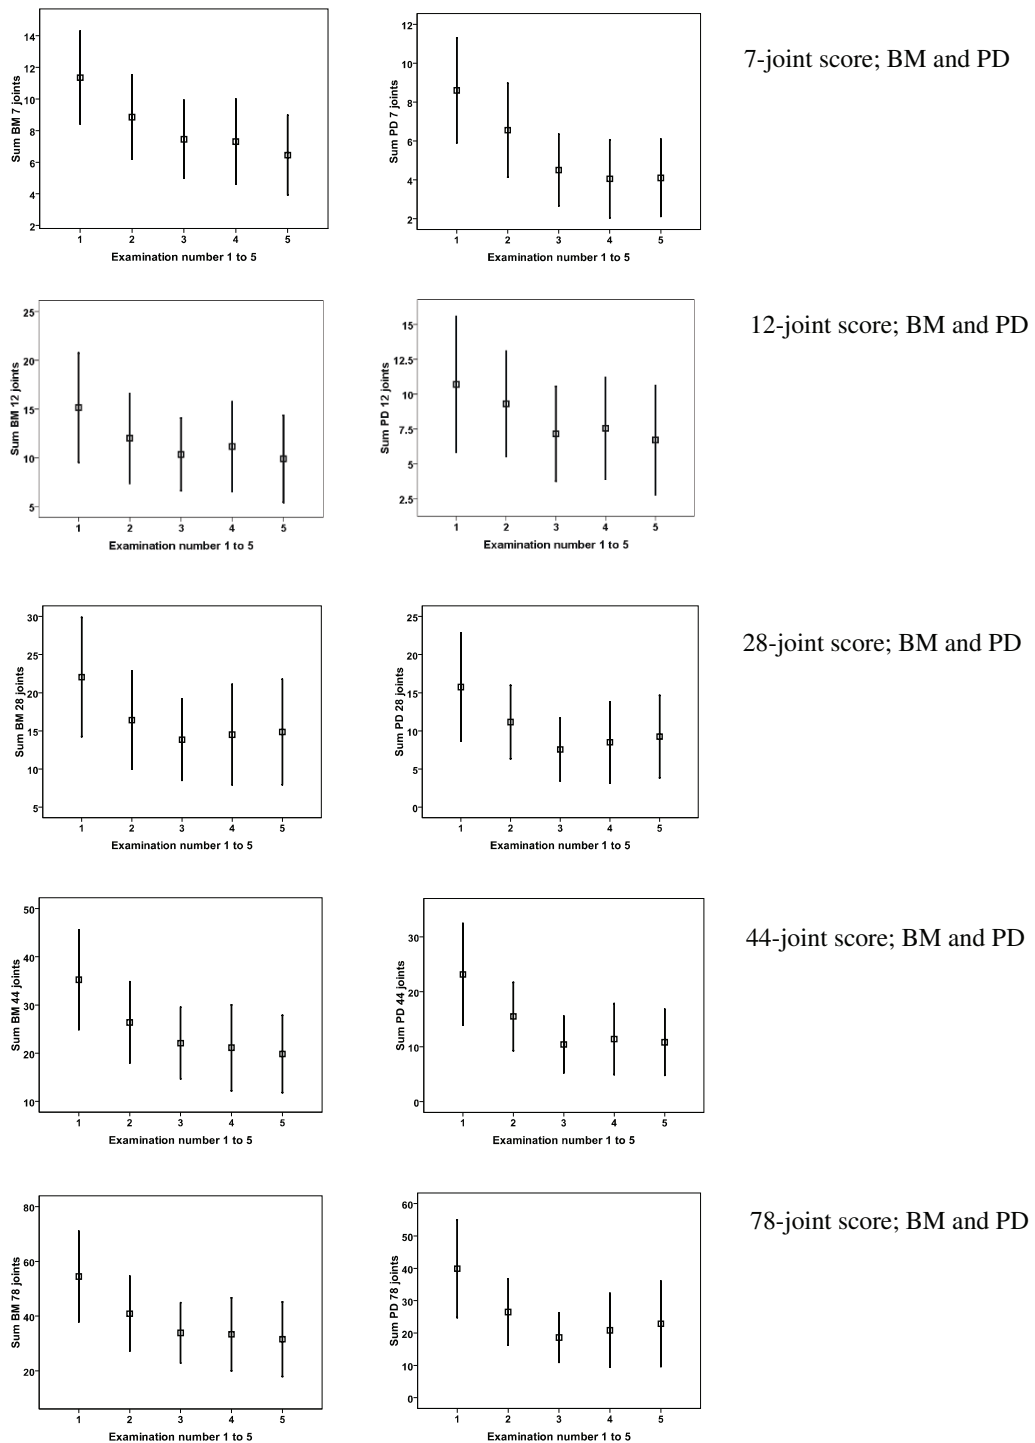 7-joint score; BM and PD
Sum BM 7 joints
14
12
10
8
6
4
2
1 2 3 4 5
Examination number 1 to 5
Sum PD 7 joints
12
10
8
6
4
2
1 2 3 4 5
Examination number 1 to 5
12-joint score; BM and PD
Sum BM 12 joints
25
20
15
10
5
1 2 3 4 5
Examination number 1 to 5
Sum PD 12 joints
15
12.5
10
7.5
5
2.5
1 2 3 4 5
Examination number 1 to 5
28-joint score; BM and PD
Sum BM 28 joints
30
25
20
15
10
5
1 2 3 4 5
Examination number 1 to 5
Sum PD 28 joints
25
20
15
10
5
0
1 2 3 4 5
Examination number 1 to 5
44-joint score; BM and PD
Sum BM 44 joints
50
40
30
20
10
1 2 3 4 5
Examination number 1 to 5
Sum PD 44 joints
30
20
10
0
1 2 3 4 5
Examination number 1 to 5
78-joint score; BM and PD
Sum BM 78 joints
80
60
40
20
1 2 3 4 5
Examination number 1 to 5
Sum PD 78 joints
60
50
40
30
20
10
0
1 2 3 4 5
Examination number 1 to 5